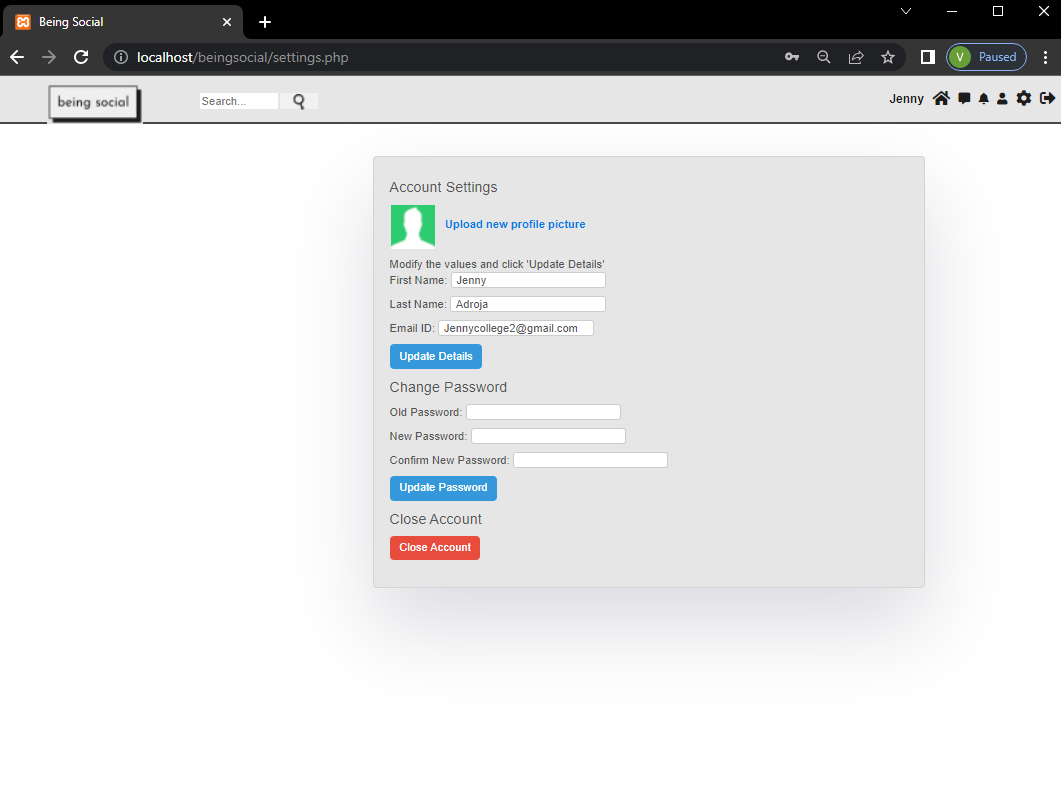 Being Social
localhost/beingsocial/settings.php
V Paused
being social
Search...
Jenny
Account Settings
Upload new profile picture
Modify the values and click 'Update Details'
First Name: Jenny
Last Name: Adroja
Email ID: Jennycollege2@gmail.com
Update Details
Change Password
Old Password:
New Password:
Confirm New Password:
Update Password
Close Account
Close Account